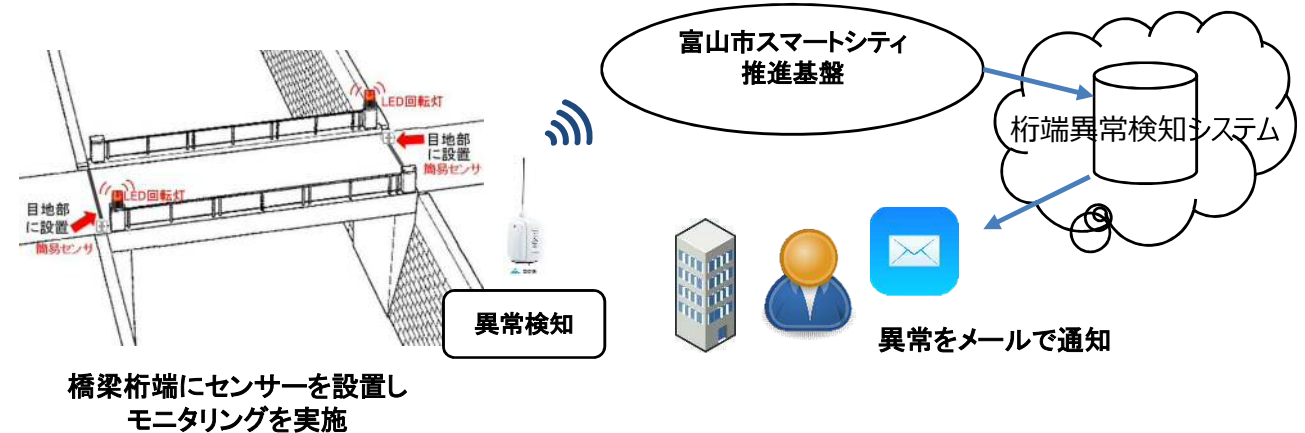 富山市スマートシティ
推進基盤
桁端異常検知システム
LED回転灯
目地部
に設置
簡易センサ
LED回転灯
目地部
に設置
簡易センサ
異常検知
異常をメールで通知
橋梁桁端にセンサーを設置し
モニタリングを実施